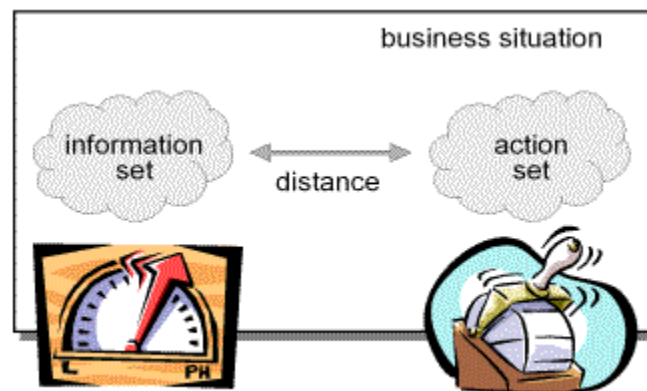 business situation
information
set
distance
action
set
L
PH